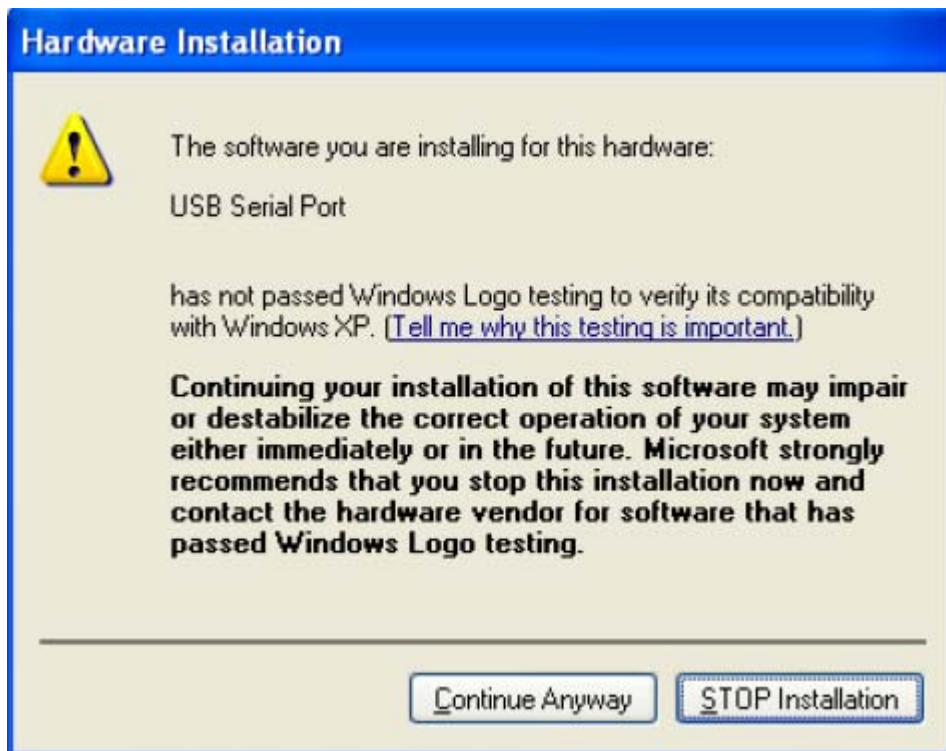 Hardware Installation
The software you are installing for this hardware:
USB Serial Port
has not passed Windows Logo testing to verify its compatibility
with Windows XP. (Tell me why this testing is important.)
Continuing your installation of this software may impair
or destabilize the correct operation of your system
either immediately or in the future. Microsoft strongly
recommends that you stop this installation now and
contact the hardware vendor for software that has
passed Windows Logo testing.
Continue Anyway
STOP Installation